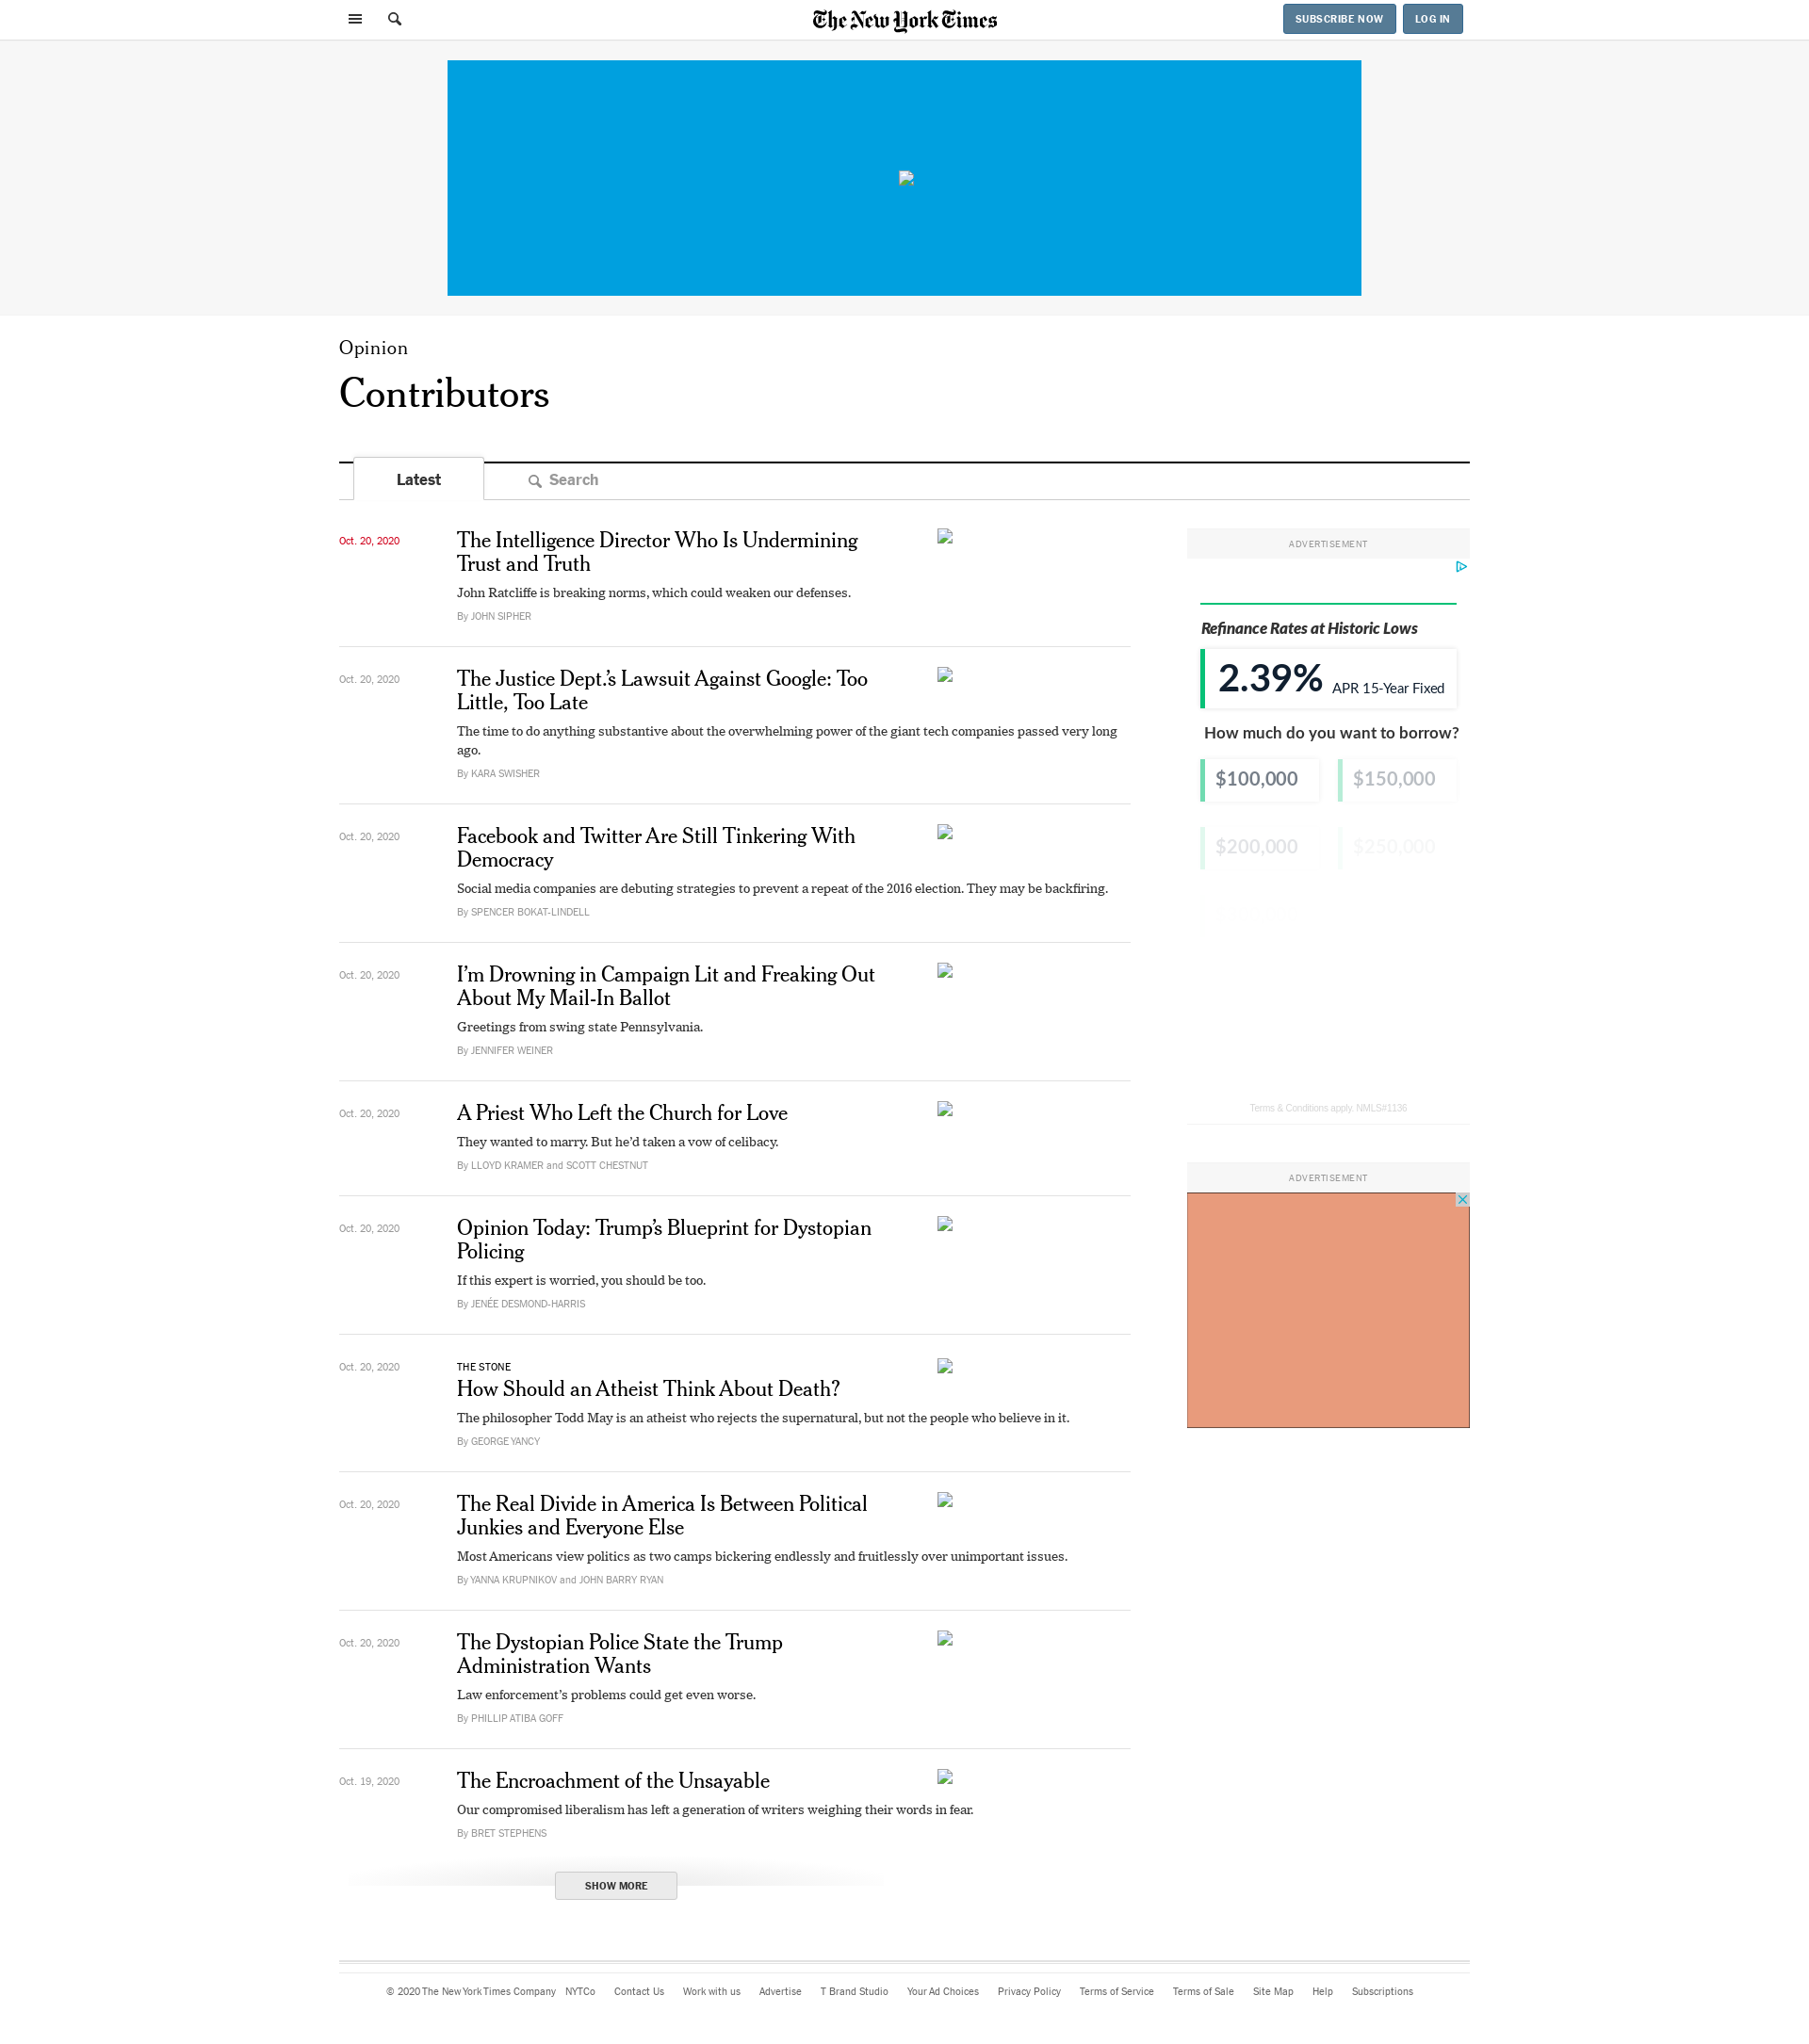 The New York Times
SUBSCRIBE NOW
LOG IN
Opinion
Contributors
Latest
Search
Oct. 20, 2020
The Intelligence Director Who Is Undermining
Trust and Truth
John Ratcliffe is breaking norms, which could weaken our defenses.
By JOHN SIPHER
Oct. 20, 2020
The Justice Dept.’s Lawsuit Against Google: Too
Little, Too Late
The time to do anything substantive about the overwhelming power of the giant tech companies passed very long
ago.
By KARA SWISHER
Oct. 20, 2020
Facebook and Twitter Are Still Tinkering With
Democracy
Social media companies are debuting strategies to prevent a repeat of the 2016 election. They may be backfiring.
By SPENCER BOKAT-LINDELL
Oct. 20, 2020
I’m Drowning in Campaign Lit and Freaking Out
About My Mail-In Ballot
Greetings from swing state Pennsylvania.
By JENNIFER WEINER
Oct. 20, 2020
A Priest Who Left the Church for Love
They wanted to marry. But he’d taken a vow of celibacy.
By LLOYD KRAMER and SCOTT CHESTNUT
Oct. 20, 2020
Opinion Today: Trump’s Blueprint for Dystopian
Policing
If this expert is worried, you should be too.
By JENÉE DESMOND-HARRIS
Oct. 20, 2020
THE STONE
How Should an Atheist Think About Death?
The philosopher Todd May is an atheist who rejects the supernatural, but not the people who believe in it.
By GEORGE YANCY
Oct. 20, 2020
The Real Divide in America Is Between Political
Junkies and Everyone Else
Most Americans view politics as two camps bickering endlessly and fruitlessly over unimportant issues.
By YANNA KRUPNIKOV and JOHN BARRY RYAN
Oct. 20, 2020
The Dystopian Police State the Trump
Administration Wants
Law enforcement’s problems could get even worse.
By PHILLIP ATIBA GOFF
Oct. 19, 2020
The Encroachment of the Unsayable
Our compromised liberalism has left a generation of writers weighing their words in fear.
By BRET STEPHENS
SHOW MORE
ADVERTISEMENT
Refinance Rates at Historic Lows
2.39% APR 15-Year Fixed
How much do you want to borrow?
$100,000
$150,000
$200,000
$250,000
Terms & Conditions apply. NMLS#1136
ADVERTISEMENT
© 2020 The New York Times Company NYTCo Contact Us Work with us Advertise T Brand Studio Your Ad Choices Privacy Policy Terms of Service Terms of Sale Site Map Help Subscriptions